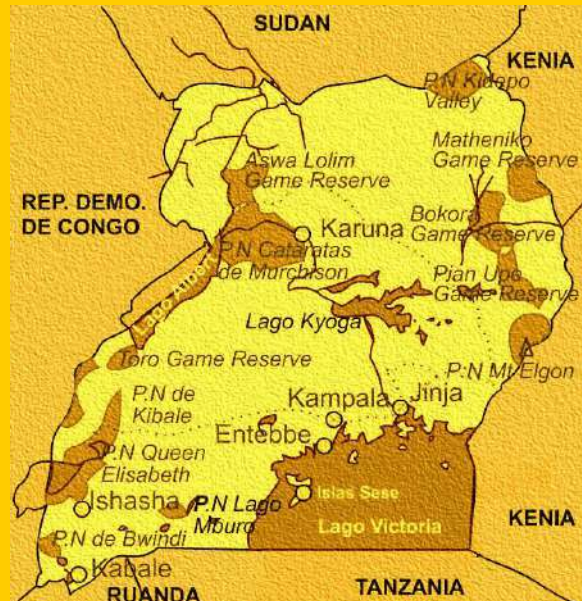 SUDAN
KENIA
P.N Kidepo
Valley
Matheniko
Game Reserve
Aswa Lolim
Game Reserve
REP. DEMO.
DE CONGO
Karuna
Bokora
Game Reserve
P.N Cataratas
de Murchison
Pian Upe
Game Reserve
Lago Albert
Lago Kyoga
Toro Game Reserve
P.N Mt Elgon
P.N de
Kibale
Kampala
Jinja
Entebbe
P.N Queen
Elisabeth
Islas Sese
Ishasha
P.N Lago
Mburo
Lago Victoria
KENIA
P.N de Bwindi
Kabale
RUANDA
TANZANIA